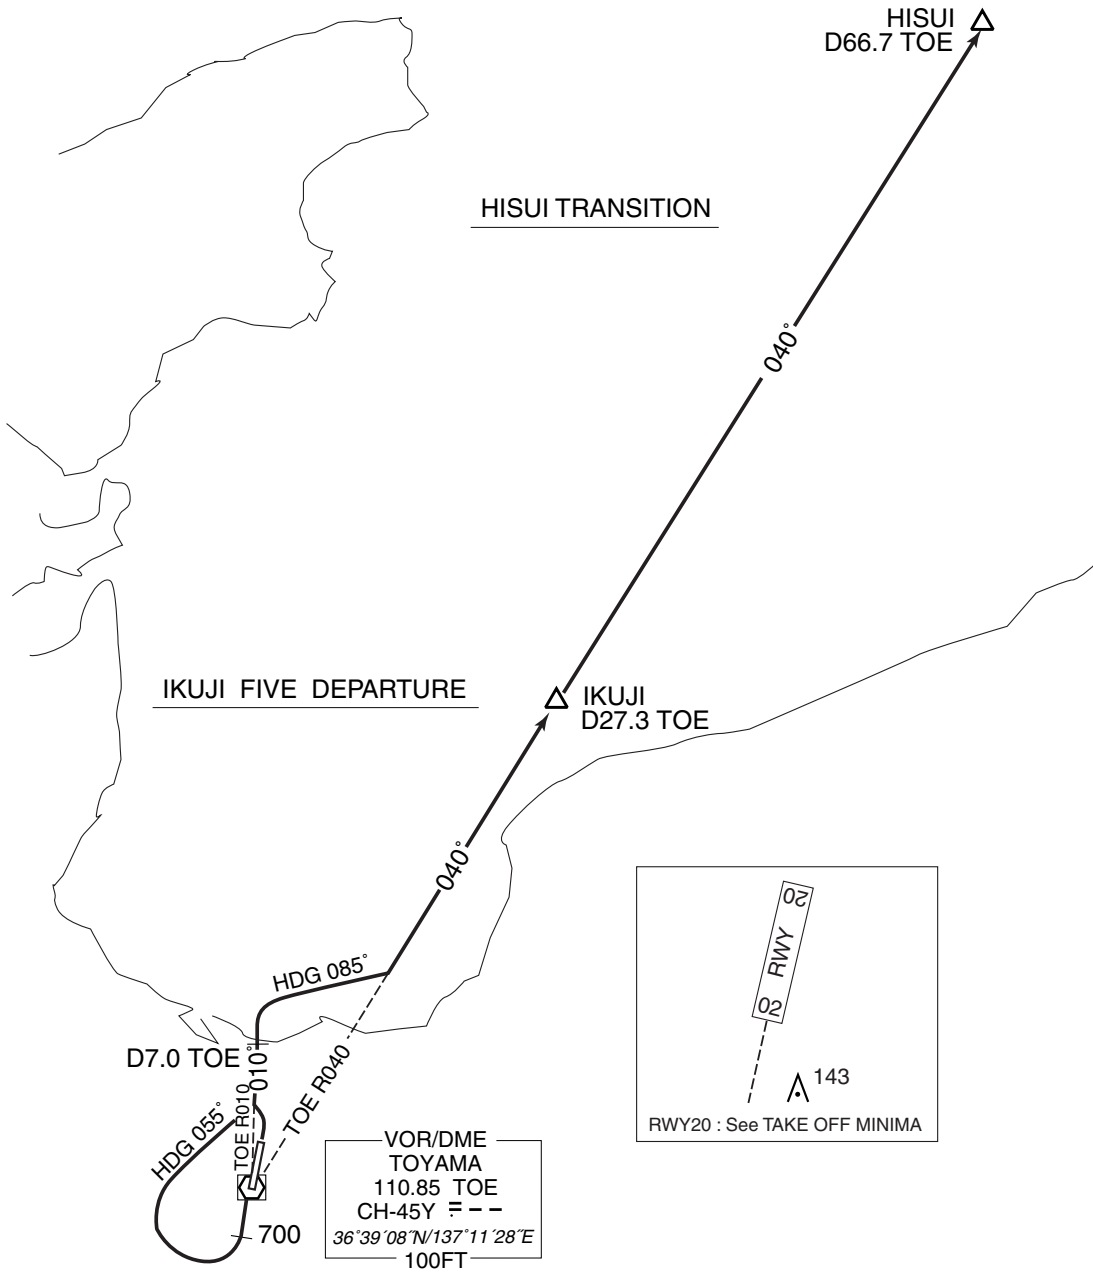 HISUI
D66.7 TOE
HISUI TRANSITION
040°
IKUJI FIVE DEPARTURE
IKUJI
D27.3 TOE
040°
HDG 085°
D7.0 TOE
010°
TOE R010
TOE R040
HDG 055°
700
VOR/DME
TOYAMA
110.85 TOE
CH-45Y
36°39´08˝N/137°11´28˝E
100FT
20
RWY
02
143
RWY20 : See TAKE OFF MINIMA